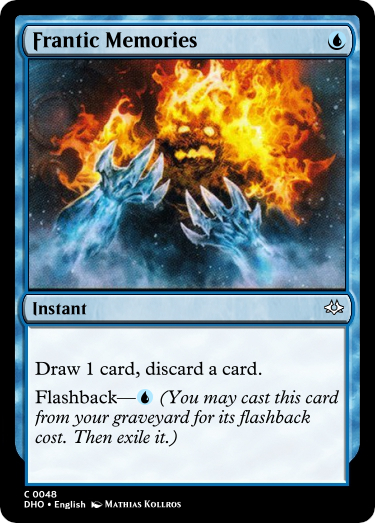 Frantic Memories
Instant
Draw 1 card, discard a card.
Flashback— (You may cast this card
from your graveyard for its flashback
cost. Then exile it.)
C 0048
DHO • English Mathias Kollros